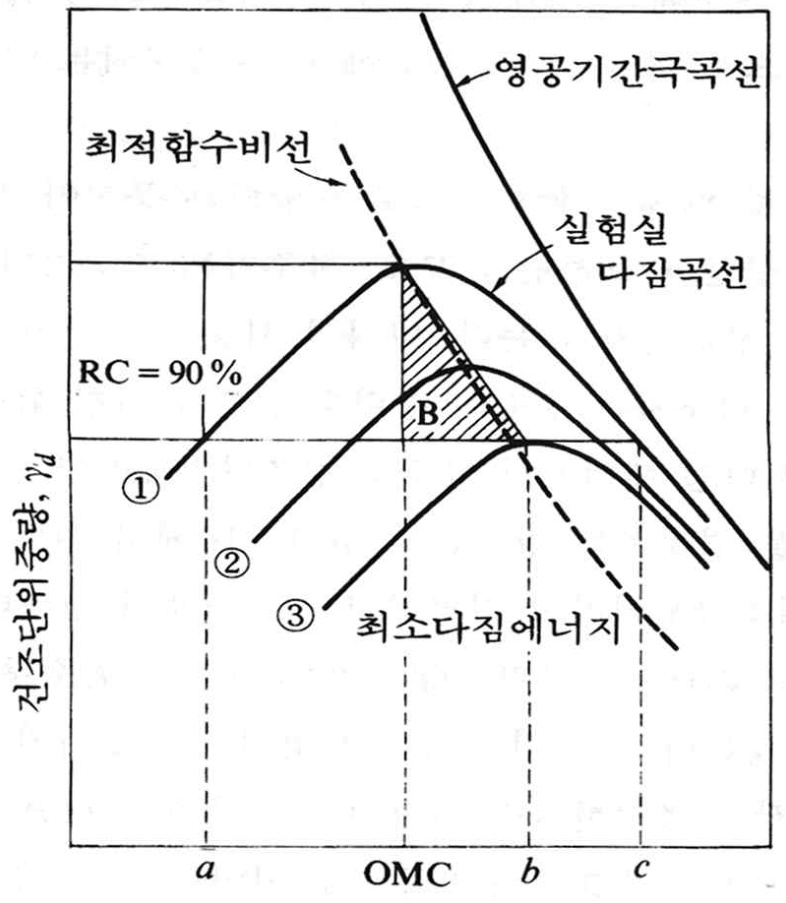 영공기간극곡선
최적함수비선
실험실
다짐곡선
RC = 90 %
B
①
②
③
최소다짐에너지
건조단위중량, γd
a
OMC
b
c